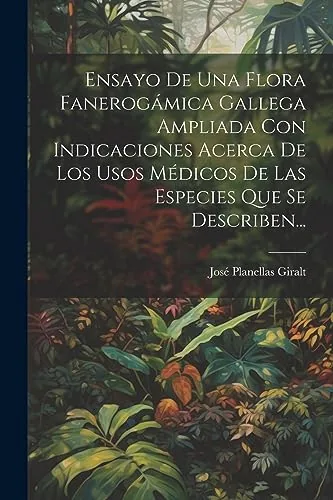 Ensayo De Una Flora
Fanerogámica Gallega
Ampliada Con
Indicaciones Acerca De
Los Usos Médicos De Las
Especies Que Se
Describen...
José Planellas Giralt